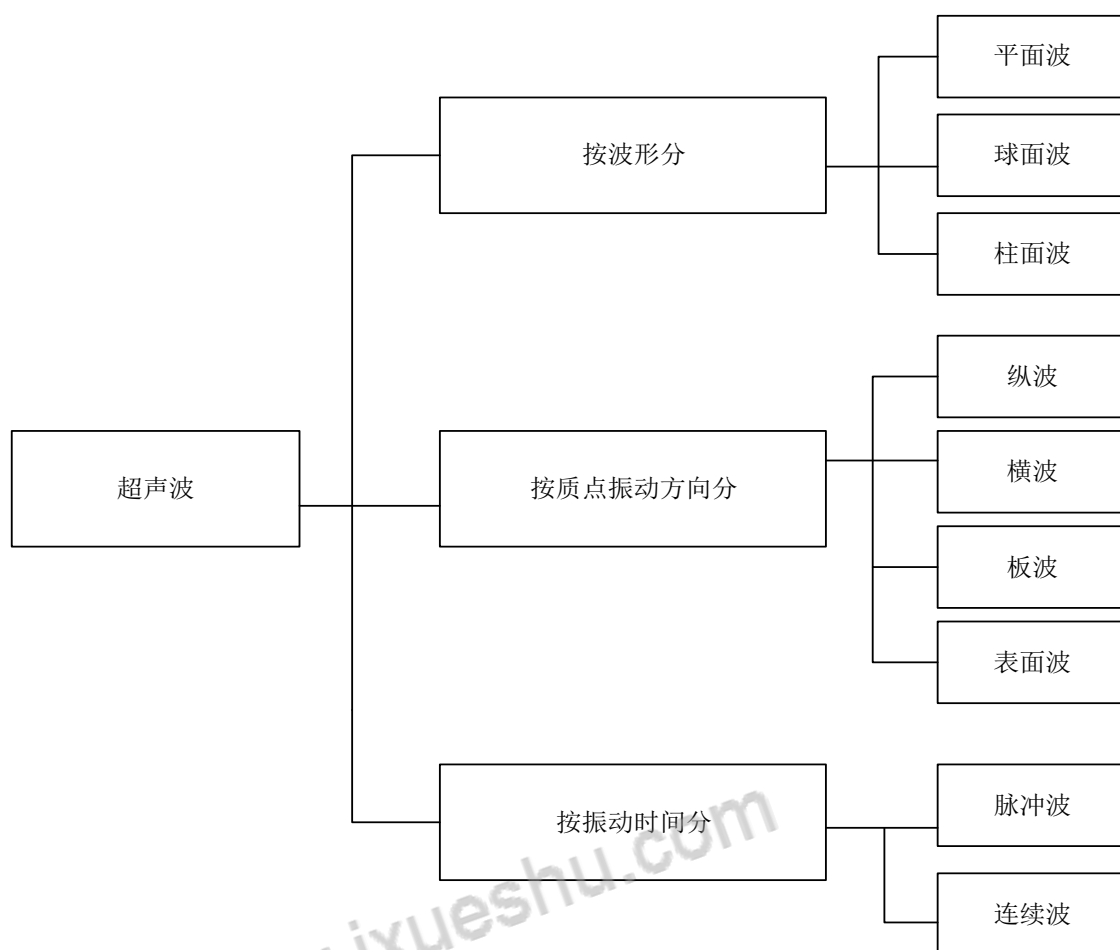 超声波
按波形分
平面波
球面波
柱面波
按质点振动方向分
纵波
横波
板波
表面波
按振动时间分
脉冲波
连续波
ixueshu.com